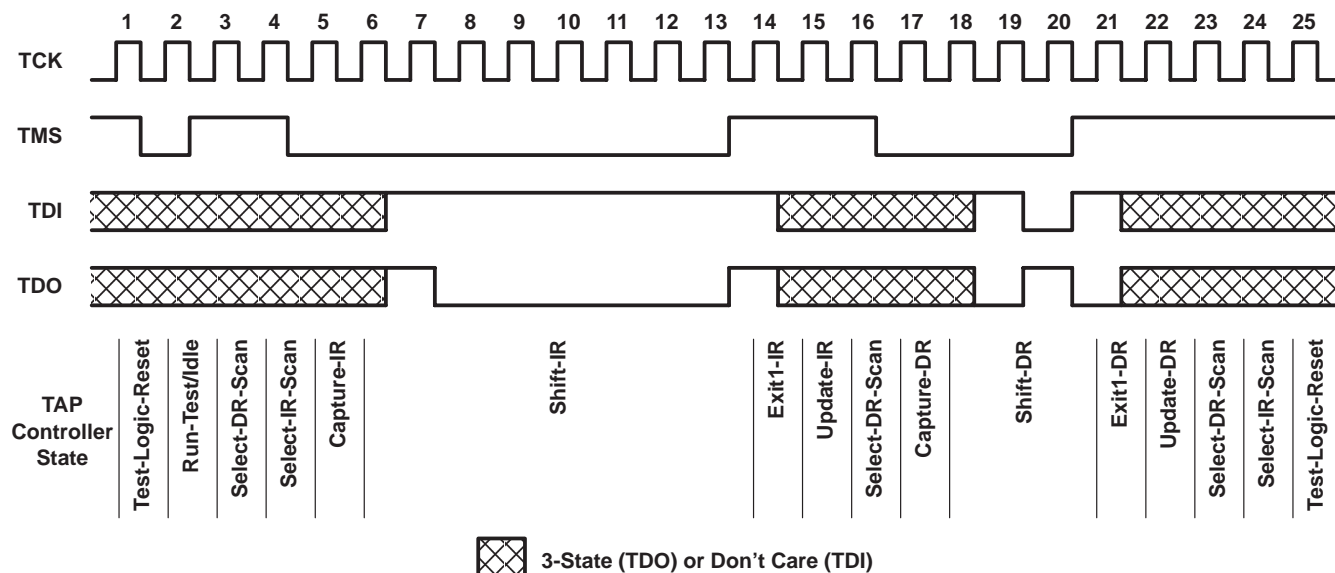 1 2 3 4 5 6 7 8 9 10 11 12 13 14 15 16 17 18 19 20 21 22 23 24 25
TCK
TMS
TDI
TDO
TAP
Controller
State
Test-Logic-Reset
Run-Test/Idle
Select-DR-Scan
Select-IR-Scan
Capture-IR
Shift-IR
Exit1-IR
Update-IR
Select-DR-Scan
Capture-DR
Shift-DR
Exit1-DR
Update-DR
Select-DR-Scan
Select-IR-Scan
Test-Logic-Reset
3-State (TDO) or Don't Care (TDI)